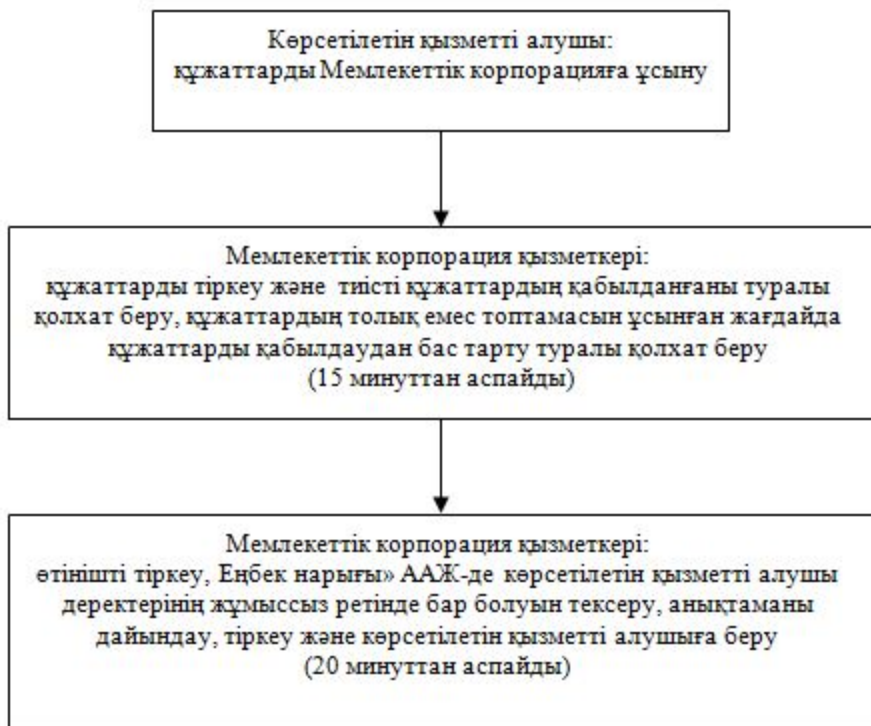 Көрсетілетін қызметті алушы:
құжаттарды Мемлекеттік корпорацияға ұсыну
Мемлекеттік корпорация қызметкері:
құжаттарды тіркеу және тиісті құжаттардың қабылданғаны туралы
қолхат беру, құжаттардың толық емес топтамасын ұсынған жағдайда
құжаттарды қабылдаудан бас тарту туралы қолхат беру
(15 минуттан аспайды)
Мемлекеттік корпорация қызметкері:
өтінішті тіркеу, Еңбек нарығы» ААЖ-де көрсетілетін қызметті алушы
деректерінің жұмыссыз ретінде бар болуын тексеру, анықтаманы
дайындау, тіркеу және көрсетілетін қызметті алушыға беру
(20 минуттан аспайды)